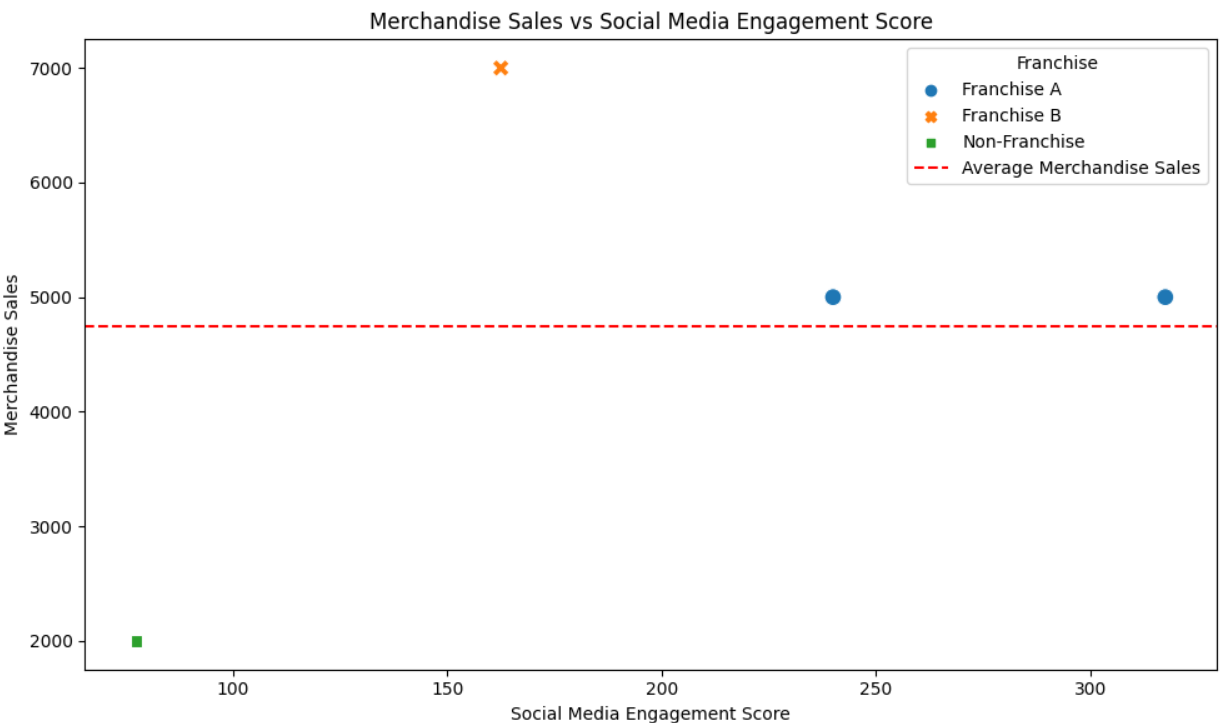 Merchandise Sales vs Social Media Engagement Score
Franchise
Franchise A
Franchise B
Non-Franchise
Average Merchandise Sales
Merchandise Sales
7000
6000
5000
4000
3000
2000
100 150 200 250 300
Social Media Engagement Score